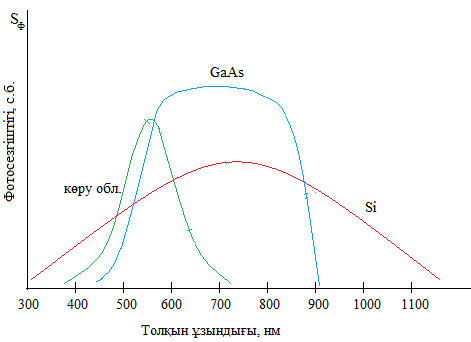 Sф
GaAs
Фотосезгіштігі, с.б.
көру обл.
Si
300 400 500 600 700 800 900 1000 1100
Толқын ұзындығы, нм